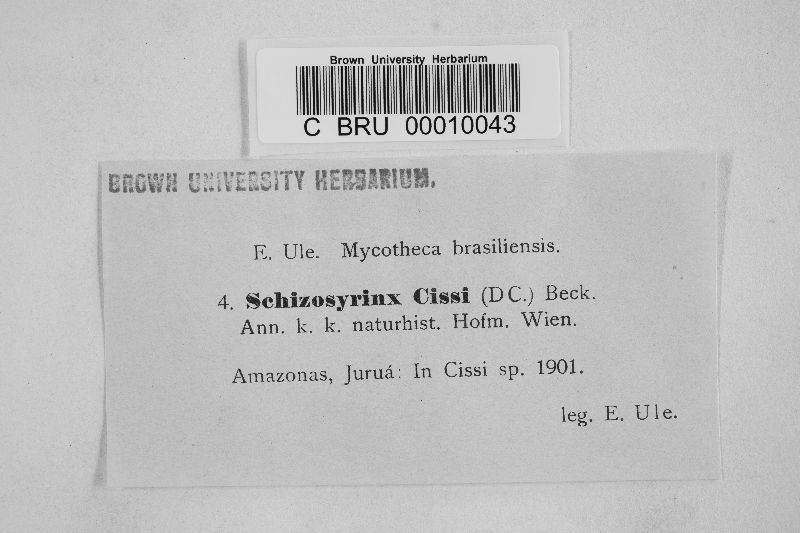 Brown University Herbarium
C BRU 00010043
BROWN UNIVERSITY HERBARIUM.
E. Ule. Mycotheca brasiliensis.
4. Schizosyrinx Cissi (DC.) Beck.
Ann. k. k. naturhist. Hofm. Wien.
Amazonas, Juruá: In Cissi sp. 1901.
leg. E. Ule.